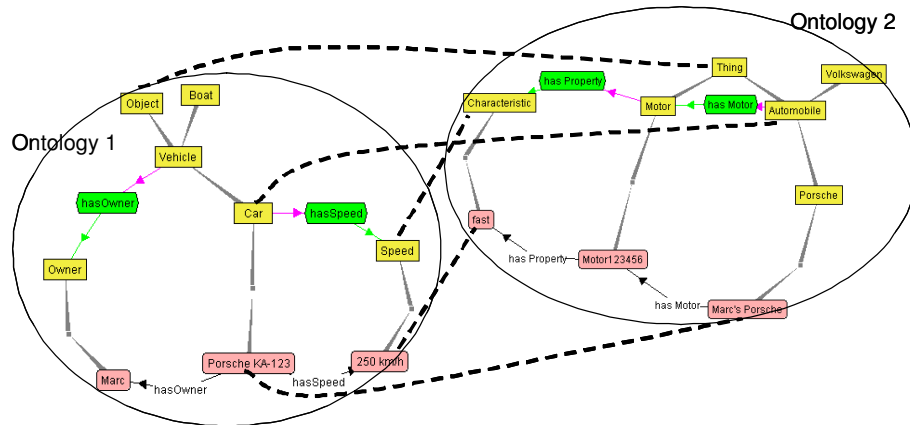 Ontology 2
Thing
Volkswagen
has Property
Characteristic
Motor
has Motor
Automobile
Object
Boat
Ontology 1
Vehicle
hasOwner
Car
hasSpeed
Porsche
fast
Speed
Owner
has Property
Motor123456
has Motor
Marc's Porsche
Porsche KA-123
250 km/h
Marc
hasOwner
hasSpeed